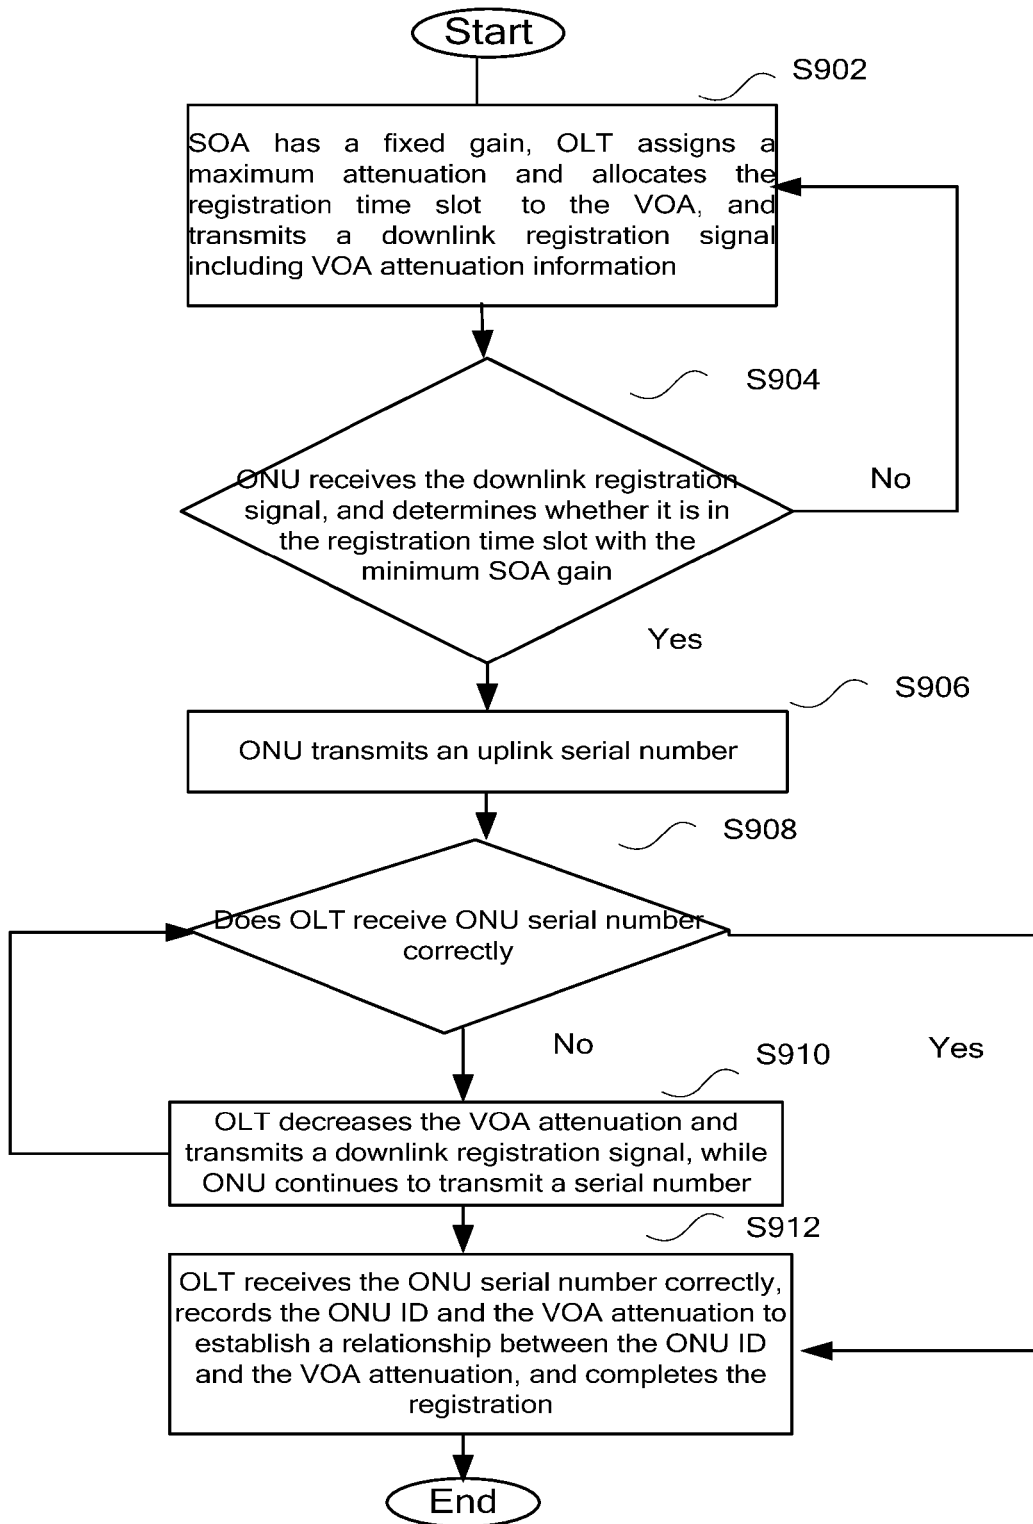 Start
S902
SOA has a fixed gain, OLT assigns a
maximum attenuation and allocates the
registration time slot to the VOA, and
transmits a downlink registration signal
including VOA attenuation information
S904
ONU receives the downlink registration
signal, and determines whether it is in
the registration time slot with the
minimum SOA gain
No
Yes
S906
ONU transmits an uplink serial number
S908
Does OLT receive ONU serial number
correctly
No
Yes
S910
OLT decreases the VOA attenuation and
transmits a downlink registration signal, while
ONU continues to transmit a serial number
S912
OLT receives the ONU serial number correctly,
records the ONU ID and the VOA attenuation to
establish a relationship between the ONU ID
and the VOA attenuation, and completes the
registration
End